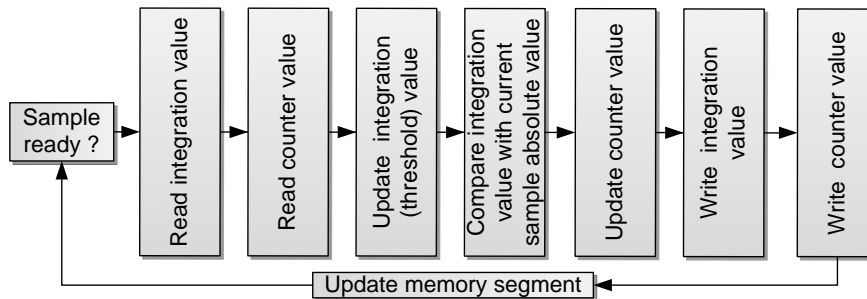 Sample
ready ?
Read integration value
Read counter value
Update integration
(threshold) value
Compare integration
value with current
sample absolute value
Update counter value
Write integration
value
Write counter value
Update memory segment